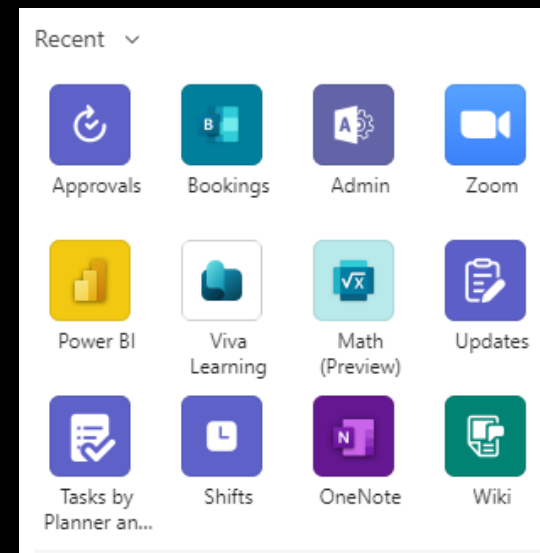 Recent
B
A
Approvals
Bookings
Admin
Zoom
√x
Power BI
Viva
Learning
Math
(Preview)
Updates
N
Tasks by
Planner an...
Shifts
OneNote
Wiki